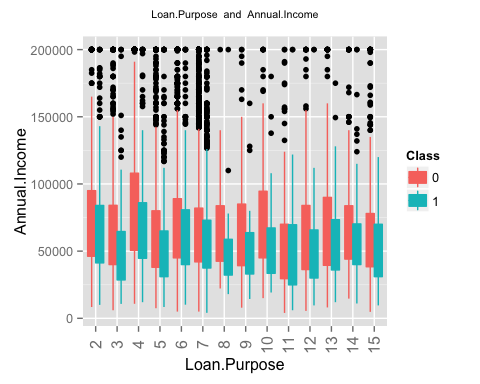 Loan.Purpose and Annual.Income
200000
150000
100000
50000
0
Annual.Income
2 3 4 5 6 7 8 9 10 11 12 13 14 15
Loan.Purpose
Class
0
1